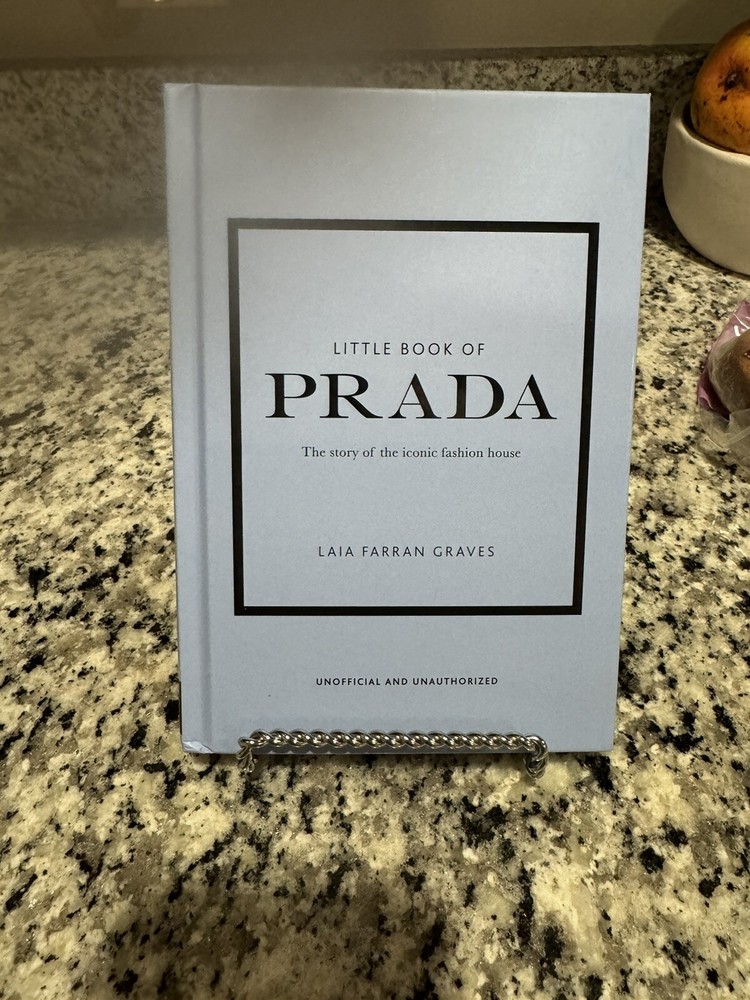 LITTLE BOOK OF
PRADA
The story of the iconic fashion house
LAIA FARRAN GRAVES
UNOFFICIAL AND UNAUTHORIZED